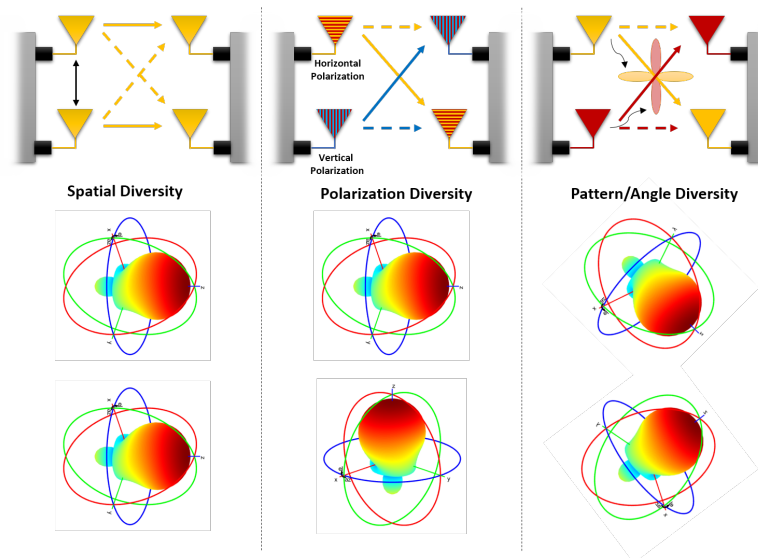 Horizontal
Polarization
Vertical
Polarization
Spatial Diversity
Polarization Diversity
Pattern/Angle Diversity
z
x
y